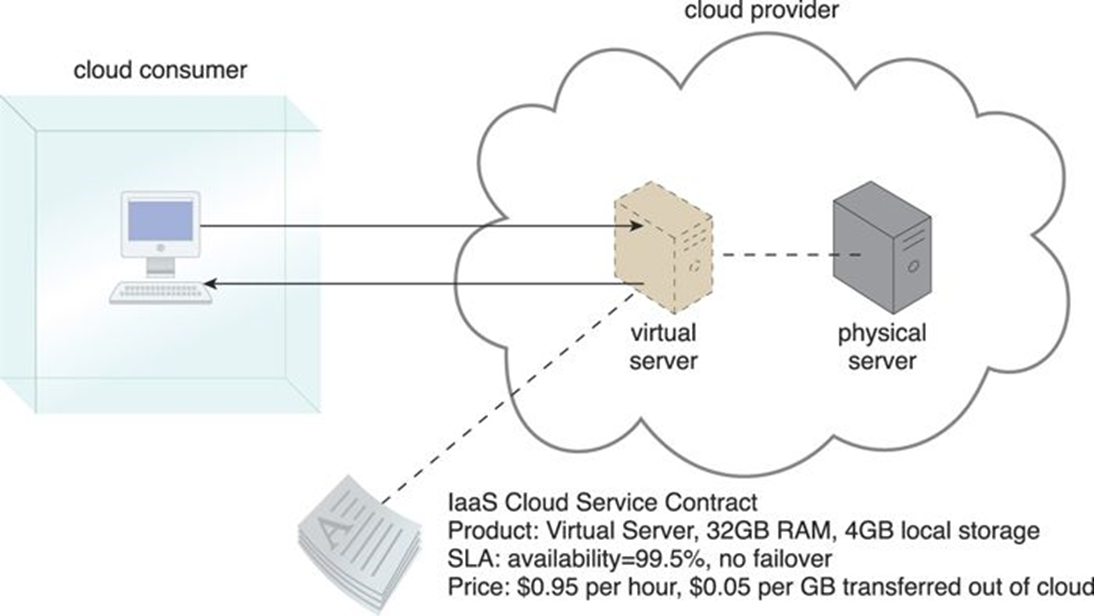 cloud provider
cloud consumer
virtual
server
physical
server
A
IaaS Cloud Service Contract
Product: Virtual Server, 32GB RAM, 4GB local storage
SLA: availability=99.5%, no failover
Price: $0.95 per hour, $0.05 per GB transferred out of cloud